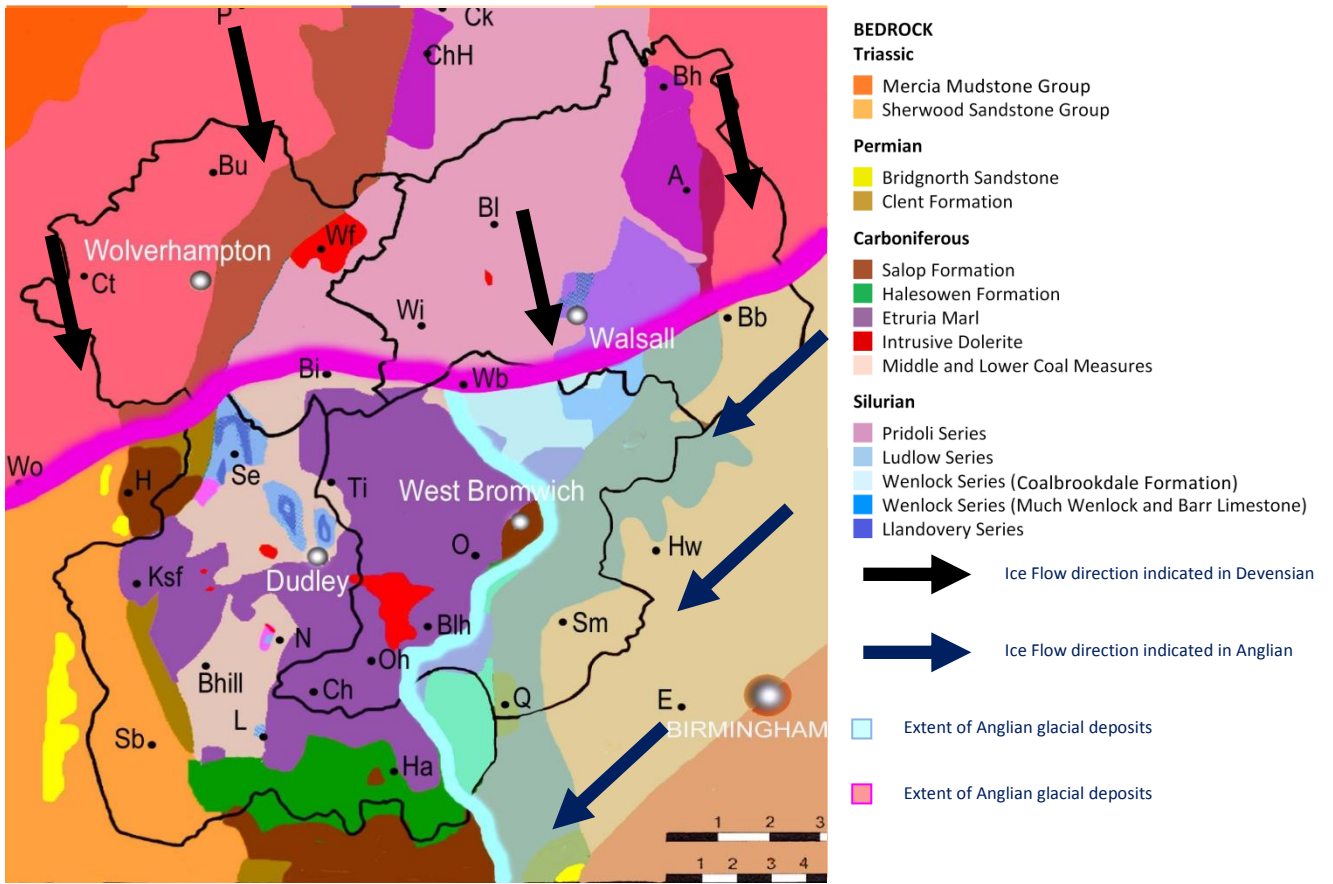 P
Ck
ChH
Bh
Bu
A
Bl
Wolverhampton
Wf
Ct
Wi
Walsall
Bb
Bi
Wb
Wo
H
Se
Ti
West Bromwich
O
Hw
Ksf
Dudley
N
Blh
Sm
Bhill
Oh
Ch
Q
E
L
BIRMINGHAM
Sb
Ha
1 2 3
1 2 3 4
BEDROCK
Triassic
Mercia Mudstone Group
Sherwood Sandstone Group
Permian
Bridgnorth Sandstone
Clent Formation
Carboniferous
Salop Formation
Halesowen Formation
Etruria Marl
Intrusive Dolerite
Middle and Lower Coal Measures
Silurian
Pridoli Series
Ludlow Series
Wenlock Series (Coalbrookdale Formation)
Wenlock Series (Much Wenlock and Barr Limestone)
Llandovery Series
Ice Flow direction indicated in Devensian
Ice Flow direction indicated in Anglian
Extent of Anglian glacial deposits
Extent of Anglian glacial deposits